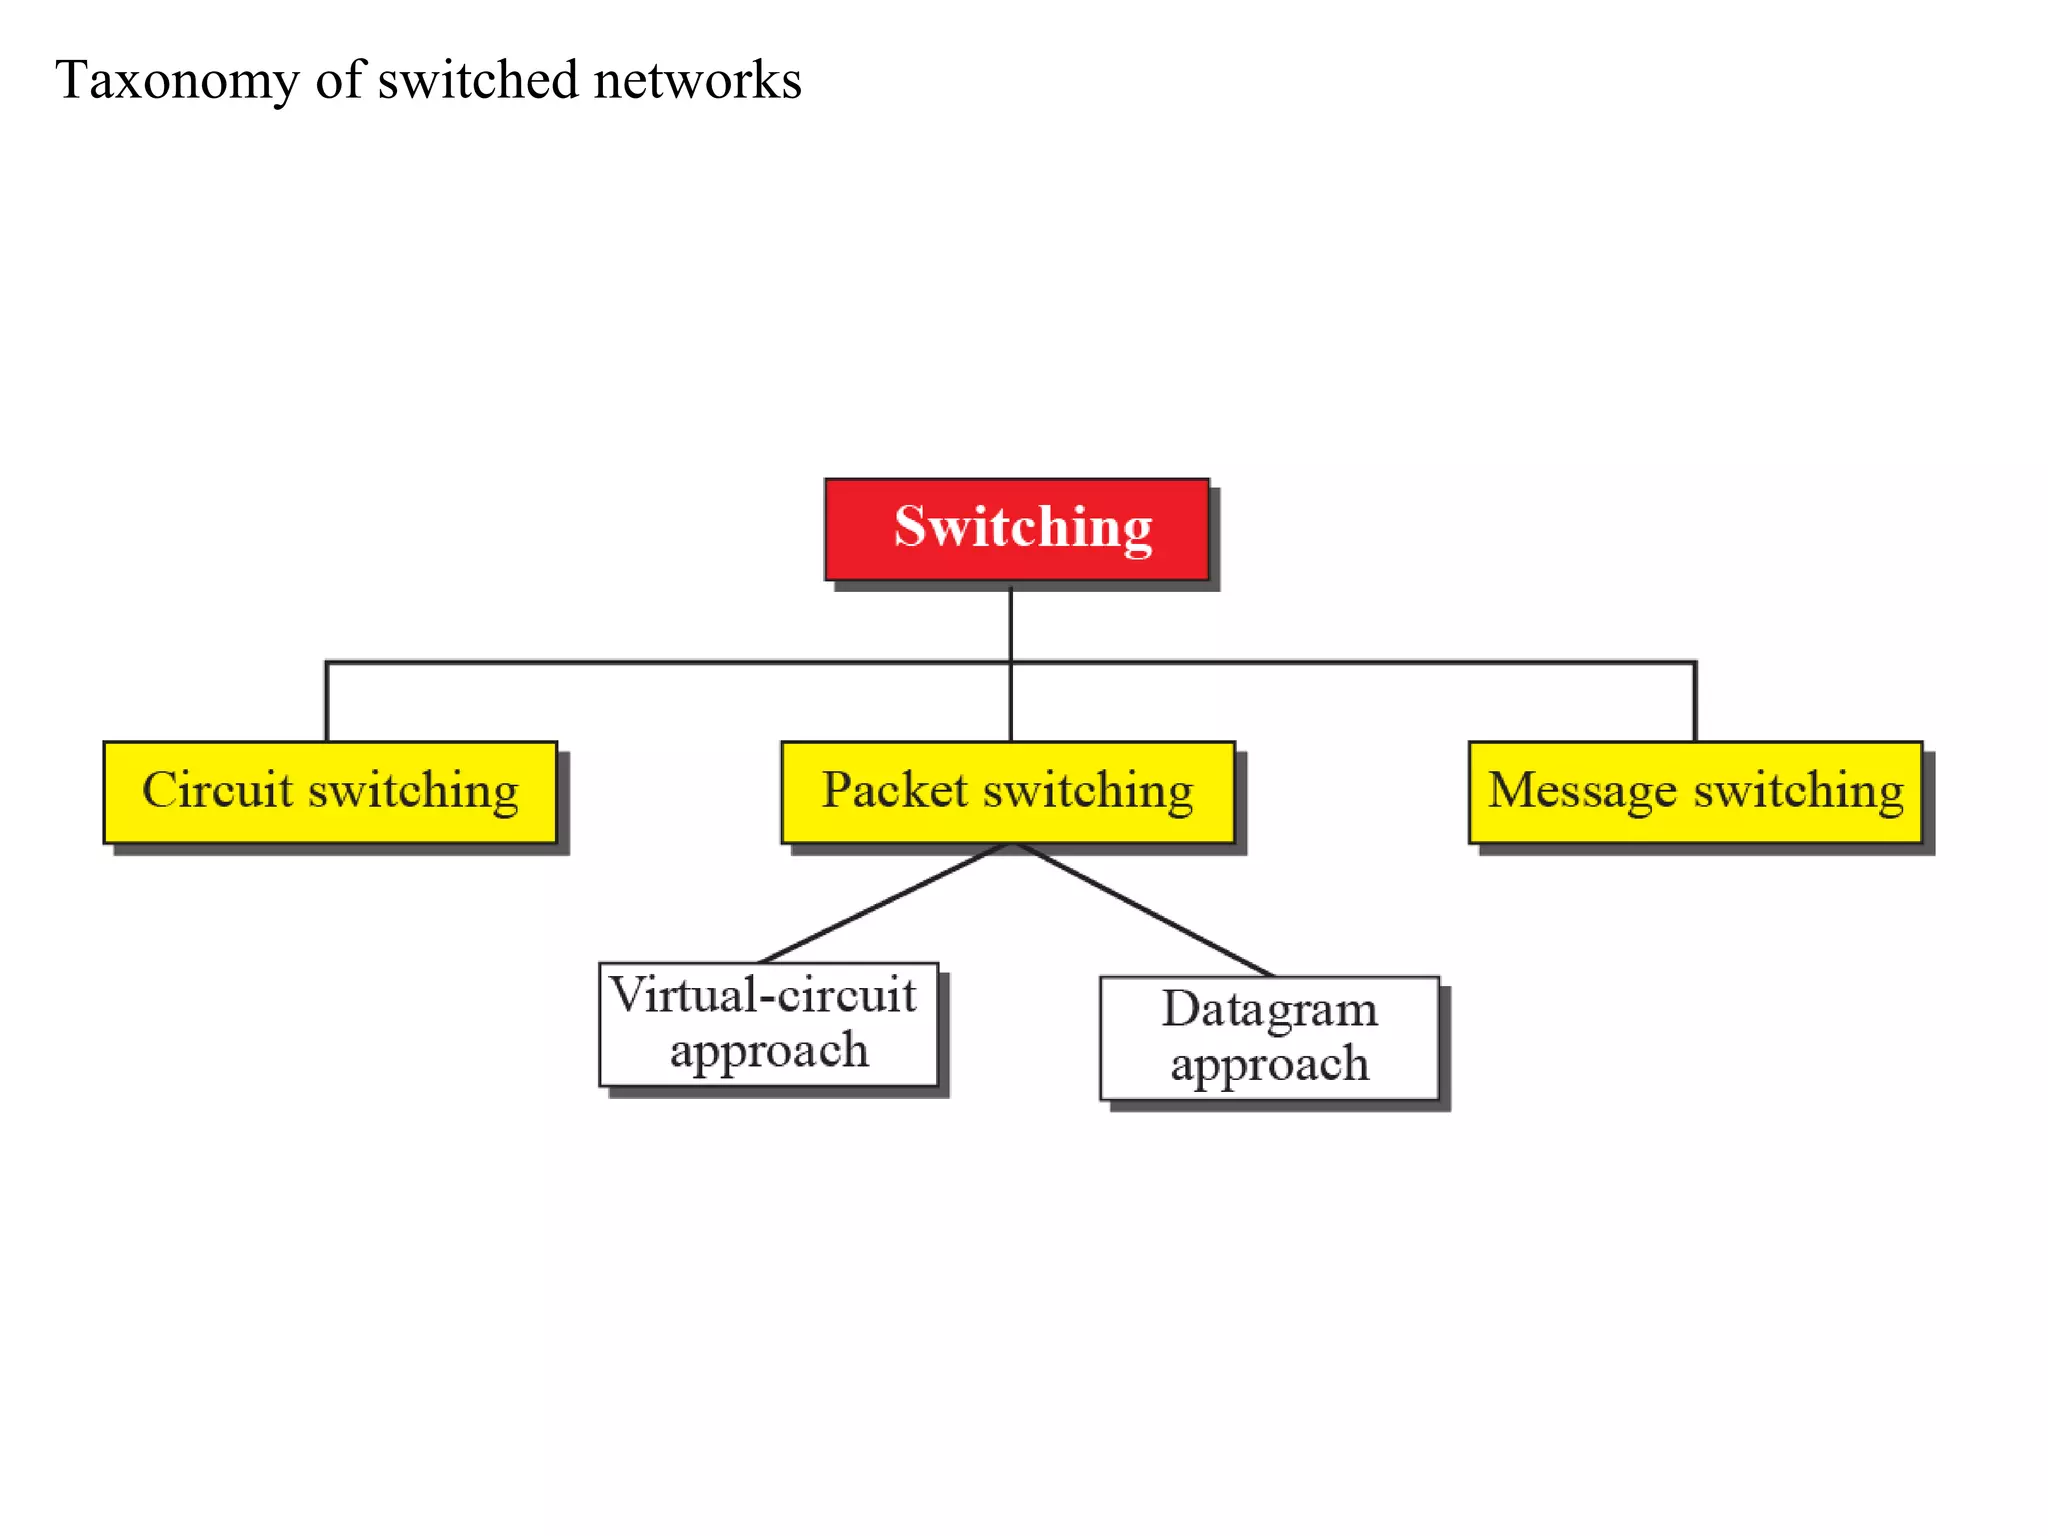 Taxonomy of switched networks
Switching
Circuit switching
Packet switching
Message switching
Virtual-circuit
approach
Datagram
approach